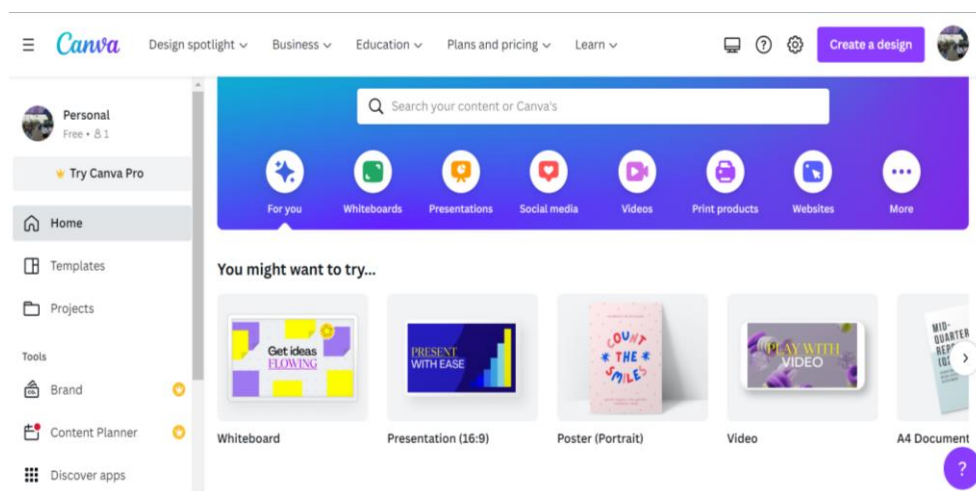 Canva
Design spotlight
Business
Education
Plans and pricing
Learn
Create a design
Personal
Free • 1
Try Canva Pro
Home
Templates
Projects
Tools
Brand
Content Planner
Discover apps
Search your content or Canva's
For you
Whiteboards
Presentations
Social media
Videos
Print products
Websites
More
You might want to try...
Get ideas
FLOWING
PRESENT
WITH EASE
COUNT
* THE *
SMILES
PLAY WITH
VIDEO
MID-
QUARTER
Whiteboard
Presentation (16:9)
Poster (Portrait)
Video
A4 Document
?